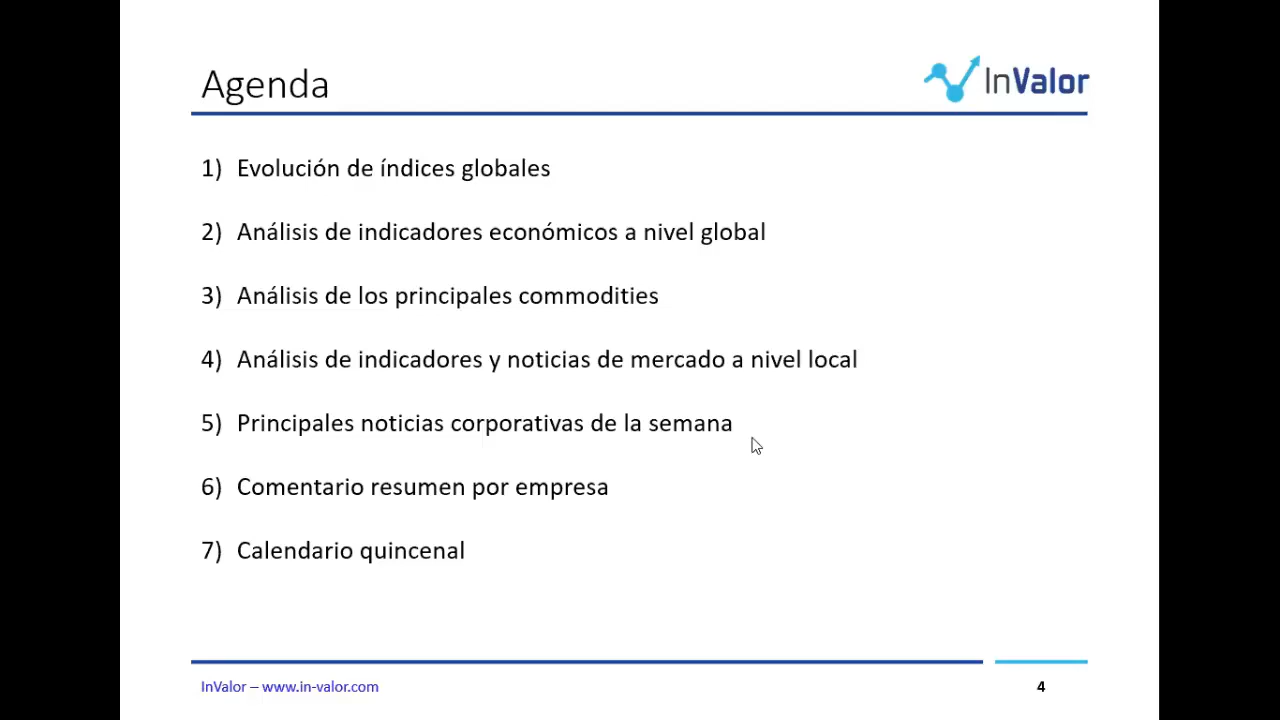 Agenda
InValor
1) Evolución de índices globales
2) Análisis de indicadores económicos a nivel global
3) Análisis de los principales commodities
4) Análisis de indicadores y noticias de mercado a nivel local
5) Principales noticias corporativas de la semana
6) Comentario resumen por empresa
7) Calendario quincenal
InValor – www.in-valor.com
4